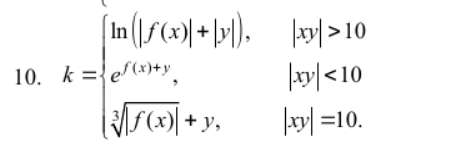 ln(|f(x)|+|y|), |xy| >10
10. k = { e^{f(x)+y}, |xy|<10
∛|f(x)| + y, |xy| =10.